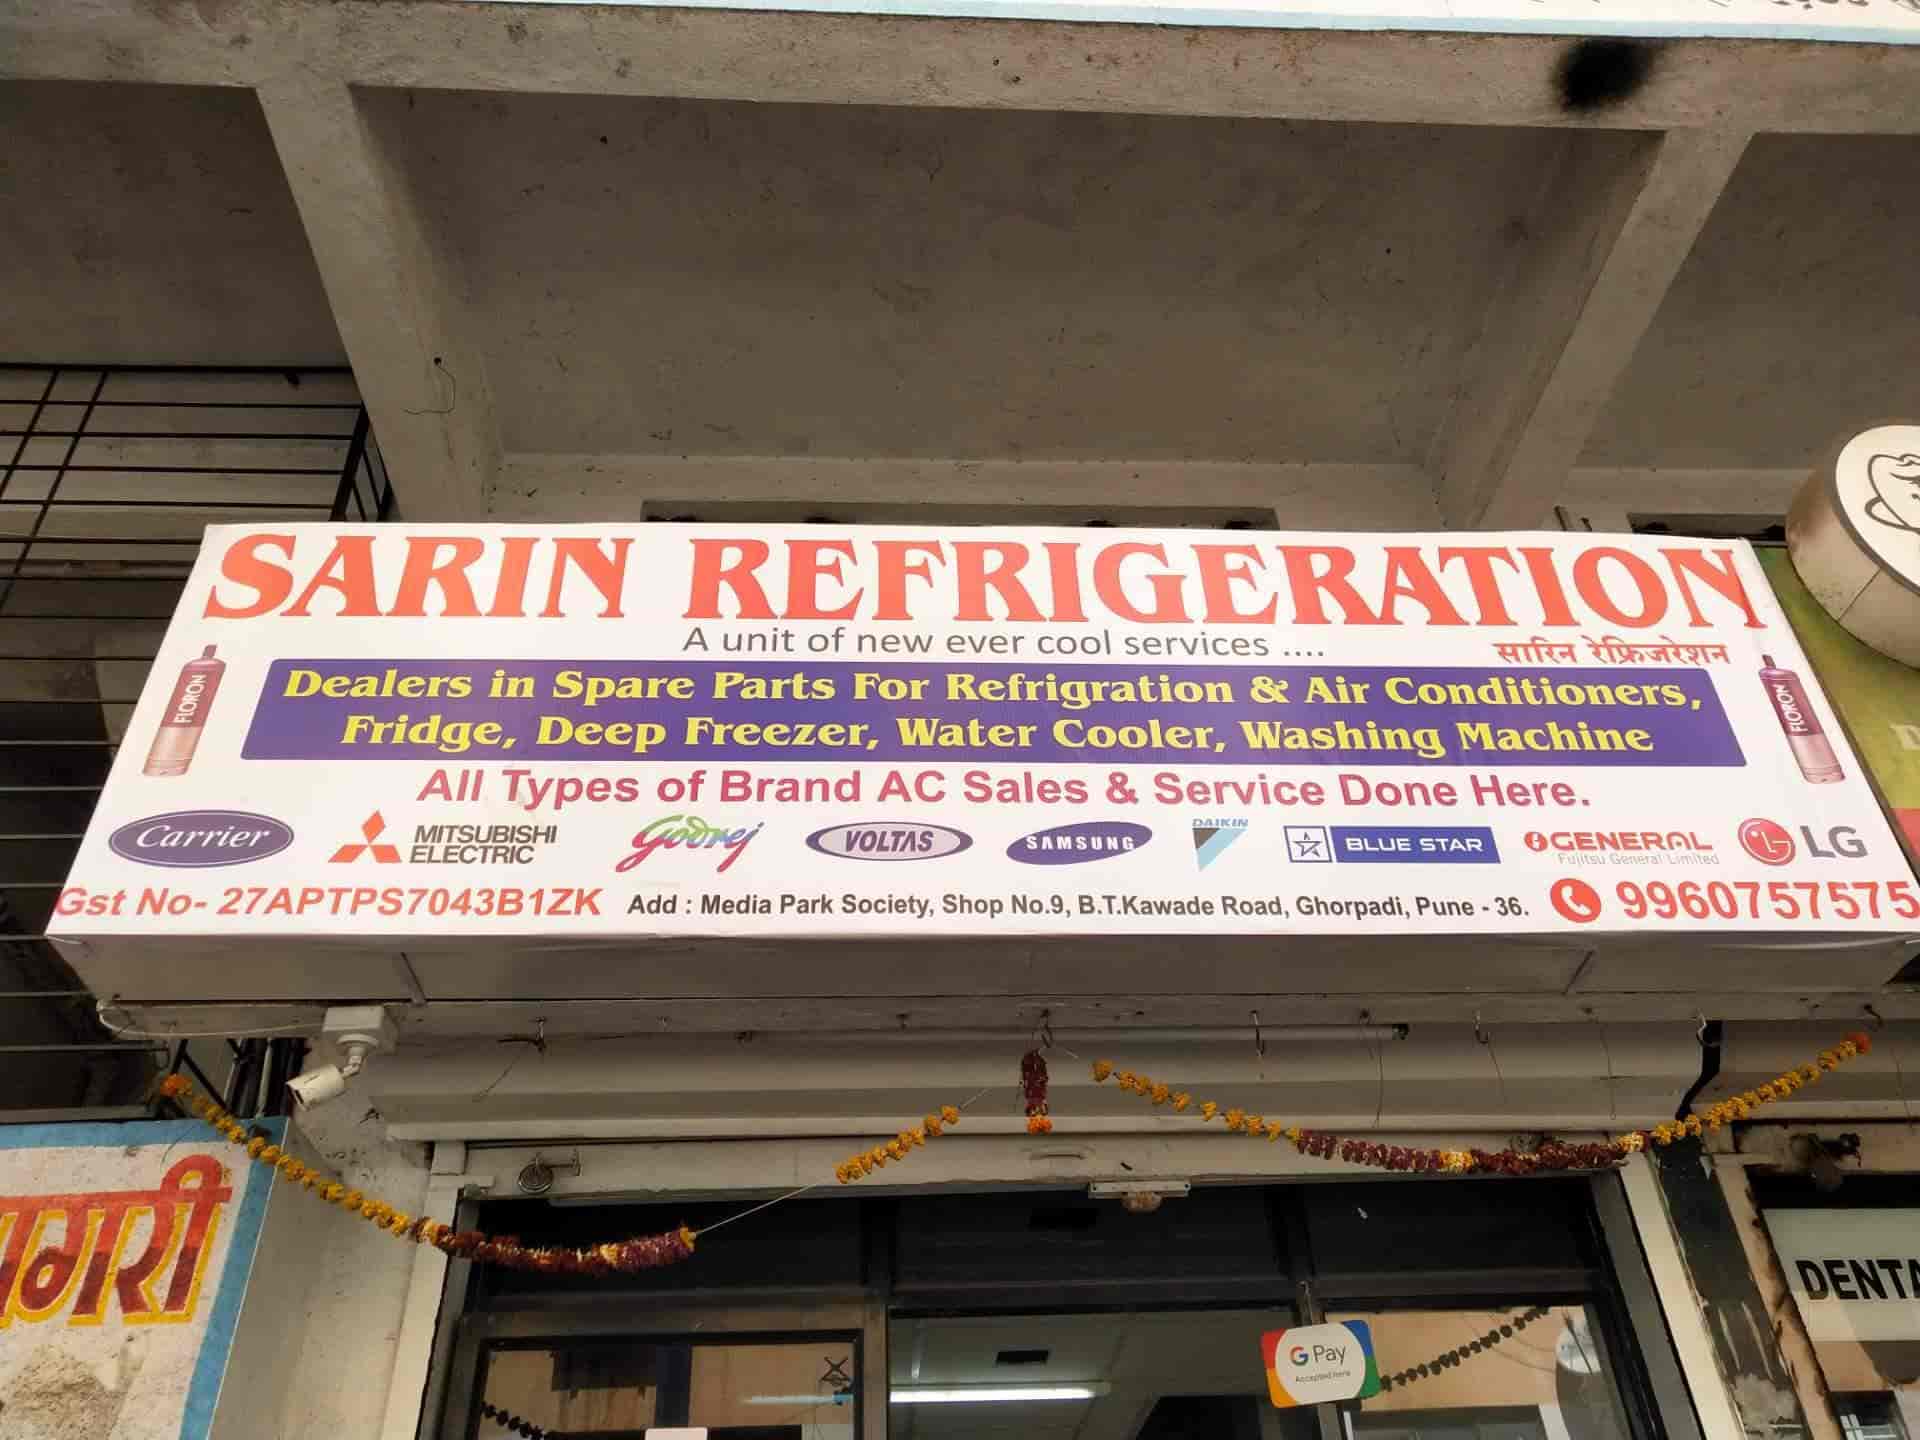 SARIN REFRIGERATION
A unit of new ever cool services ....
सारिन रेफ्रिजरेशन
FLORON
FLORON
Dealers in Spare Parts For Refrigration & Air Conditioners,
Fridge, Deep Freezer, Water Cooler, Washing Machine
All Types of Brand AC Sales & Service Done Here.
Carrier
MITSUBISHI
ELECTRIC
Godrej
VOLTAS
SAMSUNG
DAIKIN
BLUE STAR
GENERAL
Fujitsu General Limited
LG
Gst No- 27APTPS7043B1ZK
Add : Media Park Society, Shop No.9, B.T.Kawade Road, Ghorpadi, Pune - 36.
9960757575
G Pay
Accepted here